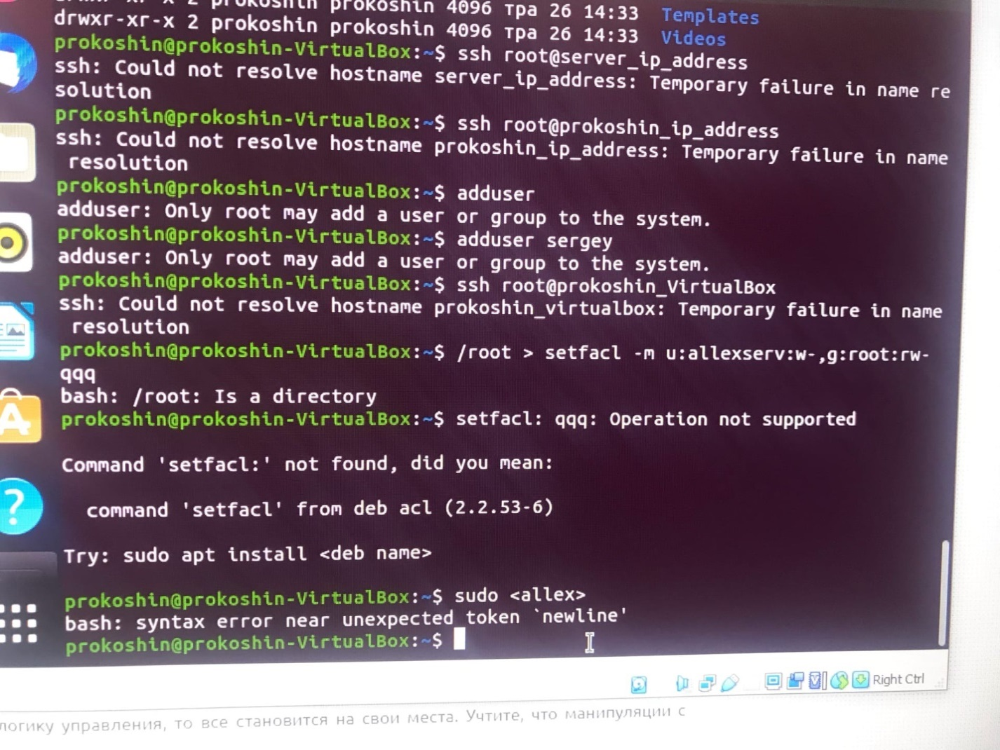 drwxr-xr-x 2 prokoshin prokoshin 4096 тра 26 14:33 Templates
drwxr-xr-x 2 prokoshin prokoshin 4096 тра 26 14:33 Videos
prokoshin@prokoshin-VirtualBox:~$ ssh root@server_ip_address
ssh: Could not resolve hostname server_ip_address: Temporary failure in name re
solution
prokoshin@prokoshin-VirtualBox:~$ ssh root@prokoshin_ip_address
ssh: Could not resolve hostname prokoshin_ip_address: Temporary failure in name
resolution
prokoshin@prokoshin-VirtualBox:~$ adduser
adduser: Only root may add a user or group to the system.
prokoshin@prokoshin-VirtualBox:~$ adduser sergey
adduser: Only root may add a user or group to the system.
prokoshin@prokoshin-VirtualBox:~$ ssh root@prokoshin_VirtualBox
ssh: Could not resolve hostname prokoshin_virtualbox: Temporary failure in name
resolution
prokoshin@prokoshin-VirtualBox:~$ /root > setfacl -m u:allexserv:w-,g:root:rw-
qqq
bash: /root: Is a directory
prokoshin@prokoshin-VirtualBox:~$ setfacl: qqq: Operation not supported
Command 'setfacl:' not found, did you mean:
command 'setfacl' from deb acl (2.2.53-6)
Try: sudo apt install <deb name>
prokoshin@prokoshin-VirtualBox:~$ sudo <allex>
bash: syntax error near unexpected token `newline'
prokoshin@prokoshin-VirtualBox:~$
Right Ctrl
логику управления, то все становится на свои места. Учтите, что манипуляции с